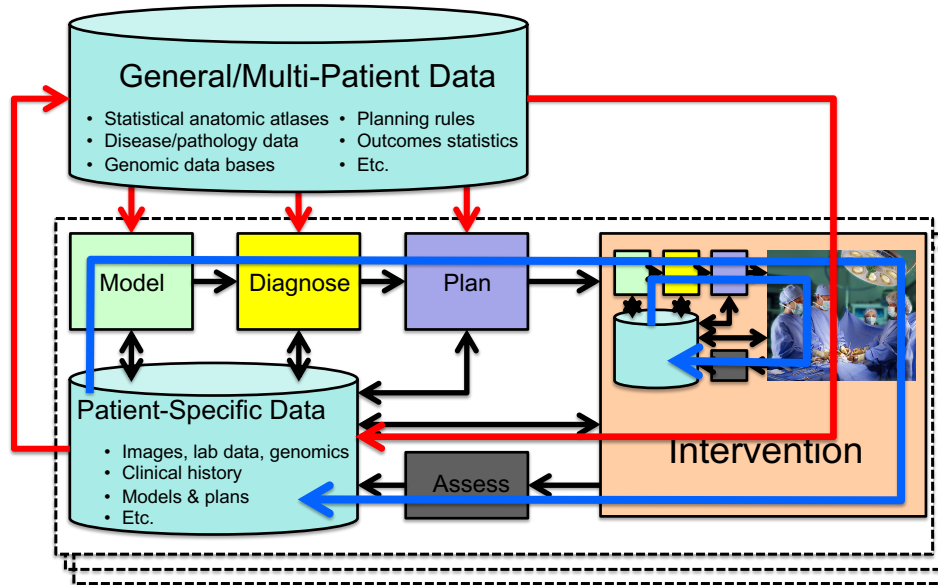 General/Multi-Patient Data
• Statistical anatomic atlases
• Disease/pathology data
• Genomic data bases
• Planning rules
• Outcomes statistics
• Etc.
Model
Diagnose
Plan
Patient-Specific Data
• Images, lab data, genomics
• Clinical history
• Models & plans
• Etc.
Assess
Intervention